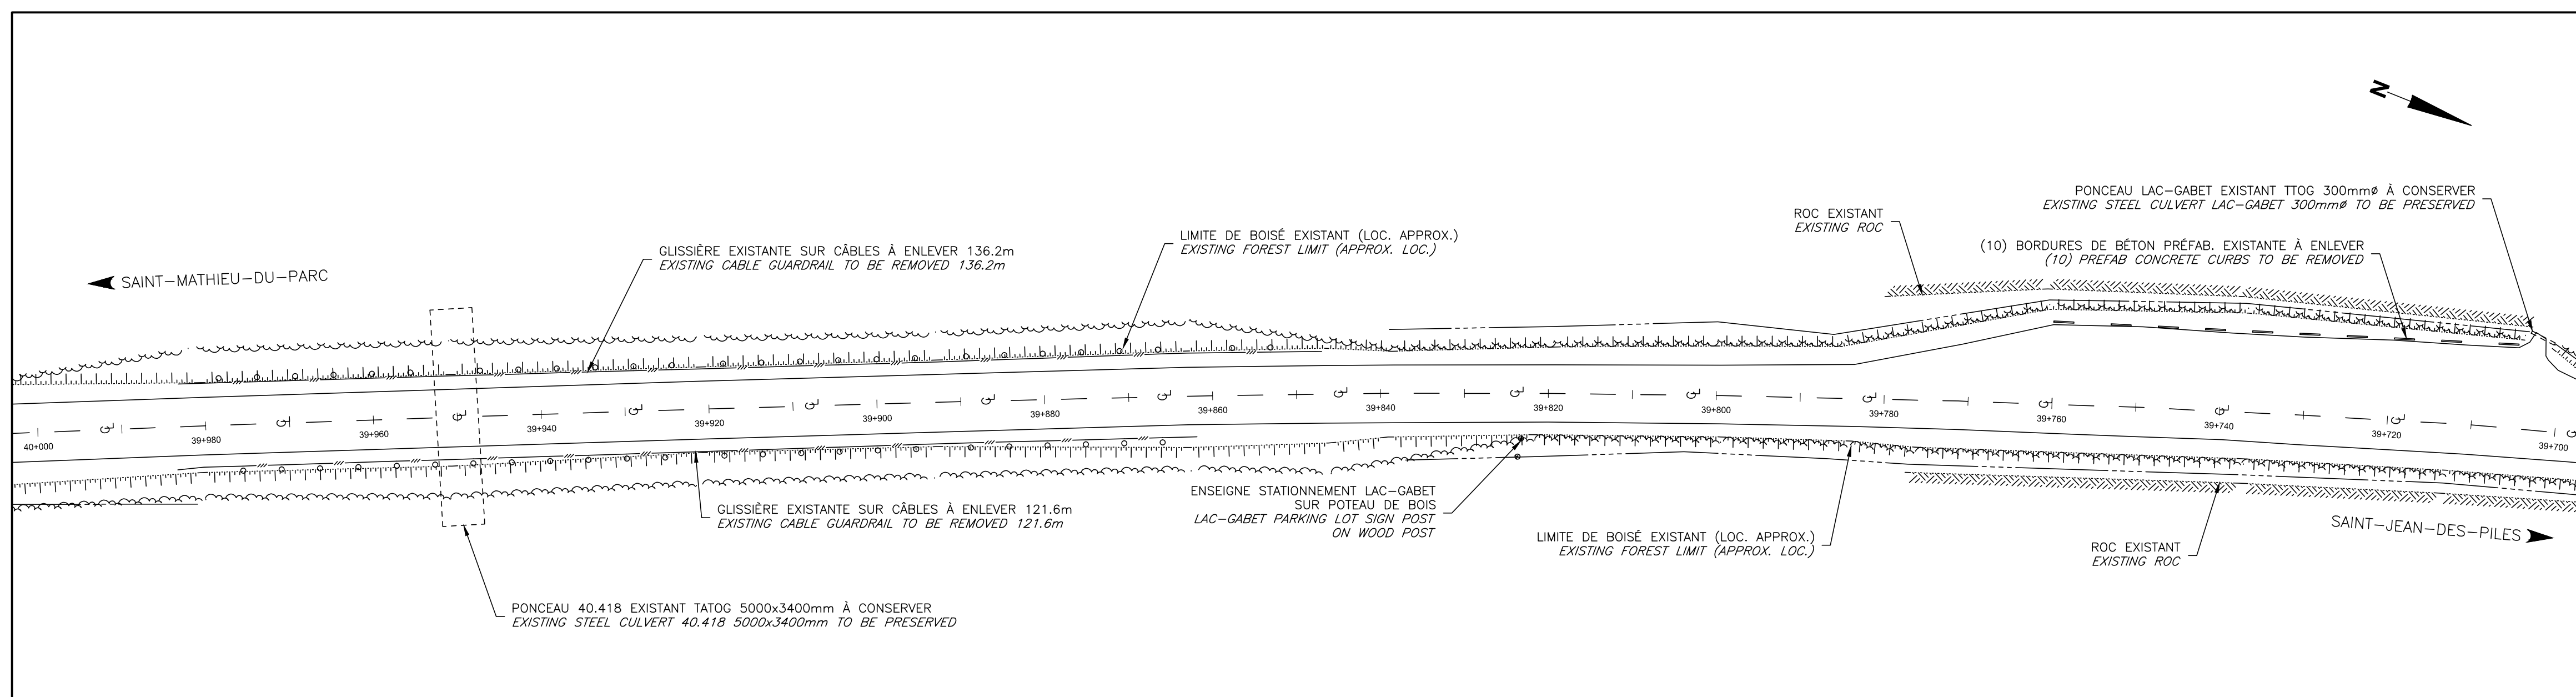 N
PONCEAU LAC-GABET EXISTANT TTOG 300mmø À CONSERVER
EXISTING STEEL CULVERT LAC-GABET 300mmø TO BE PRESERVED
ROC EXISTANT
EXISTING ROC
(10) BORDURES DE BÉTON PRÉFAB. EXISTANTE À ENLEVER
(10) PREFAB CONCRETE CURBS TO BE REMOVED
LIMITE DE BOISÉ EXISTANT (LOC. APPROX.)
EXISTING FOREST LIMIT (APPROX. LOC.)
GLISSIÈRE EXISTANTE SUR CÂBLES À ENLEVER 136.2m
EXISTING CABLE GUARDRAIL TO BE REMOVED 136.2m
SAINT-MATHIEU-DU-PARC
40+000
39+980
39+960
39+940
39+920
39+900
39+880
39+860
39+840
39+820
39+800
39+780
39+760
39+740
39+720
39+700
ENSEIGNE STATIONNEMENT LAC-GABET
SUR POTEAU DE BOIS
LAC-GABET PARKING LOT SIGN POST
ON WOOD POST
GLISSIÈRE EXISTANTE SUR CÂBLES À ENLEVER 121.6m
EXISTING CABLE GUARDRAIL TO BE REMOVED 121.6m
SAINT-JEAN-DES-PILES
LIMITE DE BOISÉ EXISTANT (LOC. APPROX.)
EXISTING FOREST LIMIT (APPROX. LOC.)
ROC EXISTANT
EXISTING ROC
PONCEAU 40.418 EXISTANT TATOG 5000x3400mm À CONSERVER
EXISTING STEEL CULVERT 40.418 5000x3400mm TO BE PRESERVED